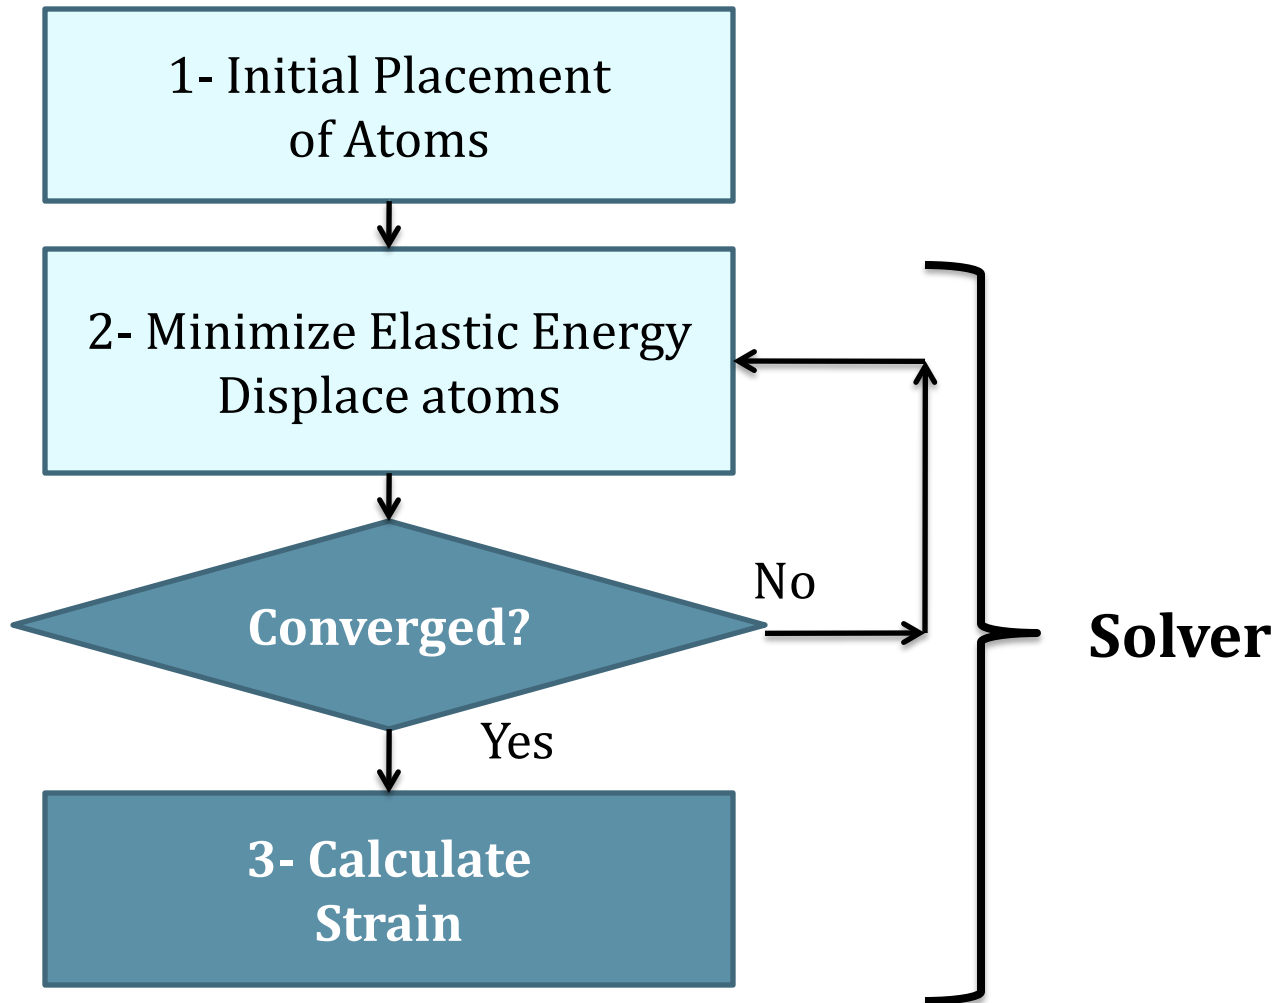 1- Initial Placement
of Atoms
2- Minimize Elastic Energy
Displace atoms
No
Converged?
Solver
Yes
3- Calculate
Strain